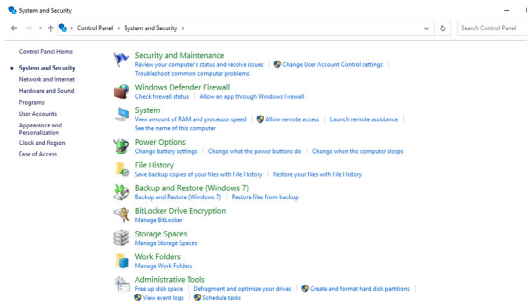 System and Security
Control Panel > System and Security >
Search Control Panel
Control Panel Home
System and Security
Network and Internet
Hardware and Sound
Programs
User Accounts
Appearance and
Personalization
Clock and Region
Ease of Access
Security and Maintenance
Review your computer's status and resolve issues | Change User Account Control settings |
Troubleshoot common computer problems
Windows Defender Firewall
Check firewall status | Allow an app through Windows Firewall
System
View amount of RAM and processor speed | Allow remote access | Launch remote assistance |
See the name of this computer
Power Options
Change battery settings | Change what the power buttons do | Change when the computer sleeps
File History
Save backup copies of your files with File History | Restore your files with File History
Backup and Restore (Windows 7)
Backup and Restore (Windows 7) | Restore files from backup
BitLocker Drive Encryption
Manage BitLocker
Storage Spaces
Manage Storage Spaces
Work Folders
Manage Work Folders
Administrative Tools
Free up disk space | Defragment and optimize your drives | Create and format hard disk partitions |
View event logs | Schedule tasks